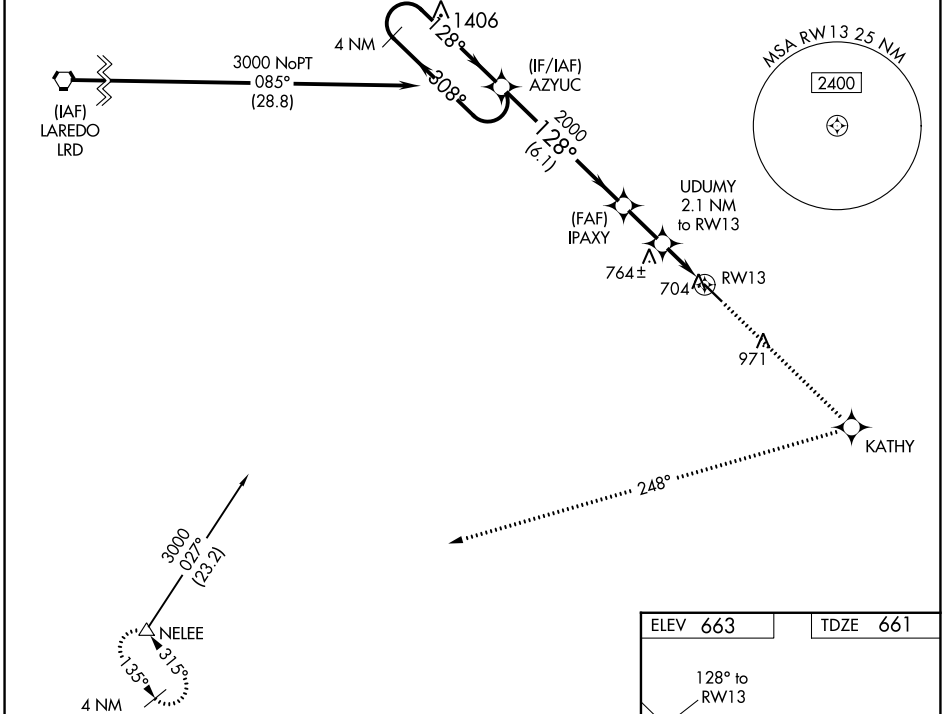 1406
4 NM
128°
308°
3000 NoPT
085°
(28.8)
(IAF)
LAREDO
LRD
(IF/IAF)
AZYUC
2000
128°
(6.1)
MSA RW13 25 NM
2400
UDUMY
2.1 NM
to RW13
(FAF)
IPAXY
764±
704
RW13
971
KATHY
248°
3000
027°
(23.2)
NELEE
315°
135°
4 NM
ELEV 663
TDZE 661
128° to
RW13